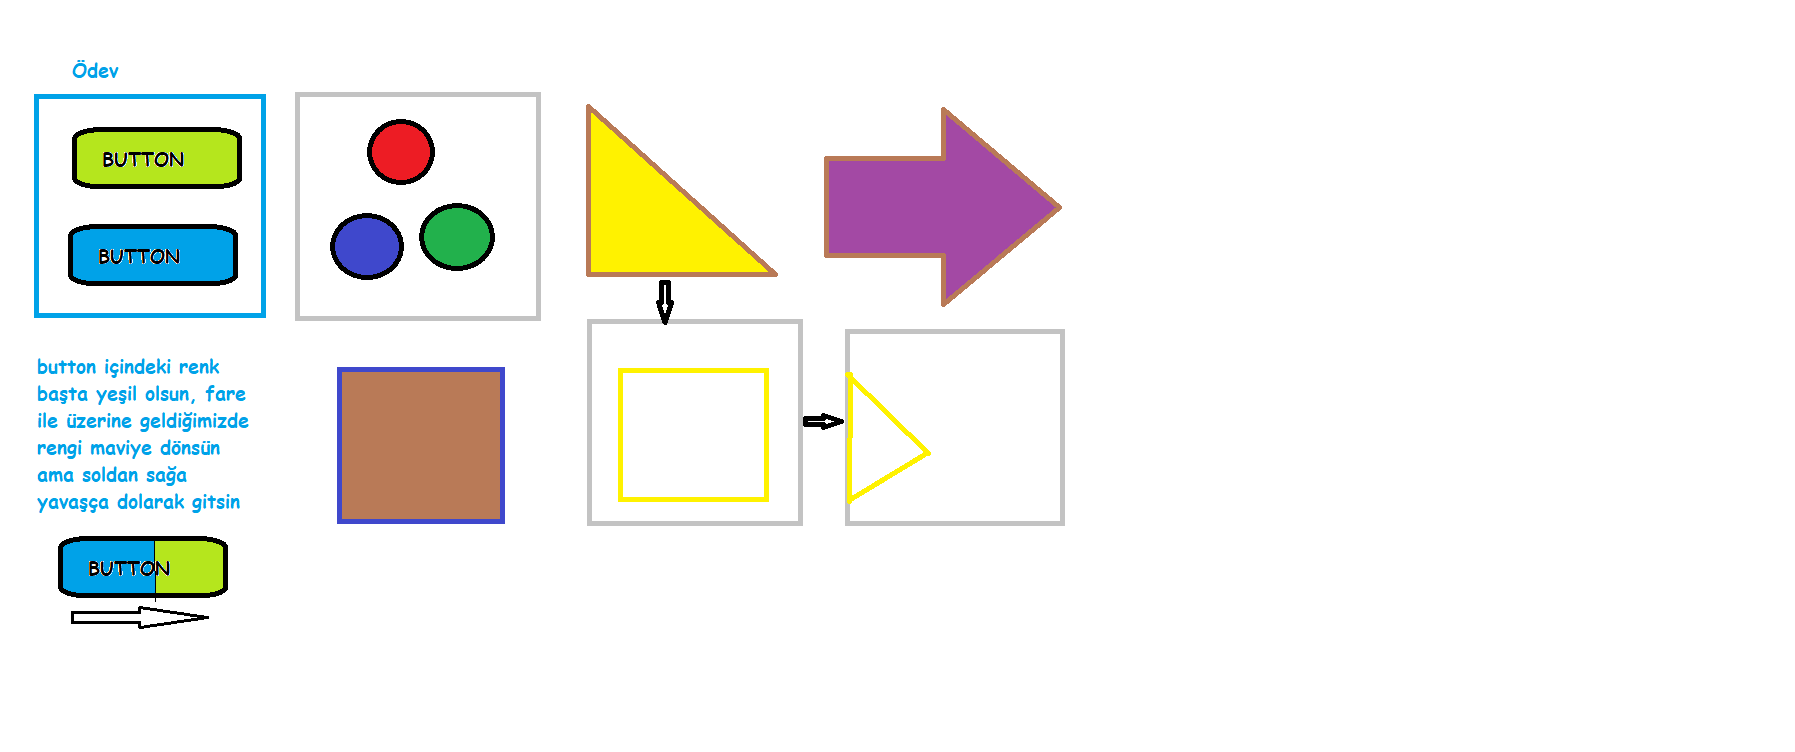 Ödev
BUTTON
BUTTON
button içindeki renk
başta yeşil olsun, fare
ile üzerine geldiğimizde
rengi maviye dönsün
ama soldan sağa
yavaşça dolarak gitsin
BUTTON